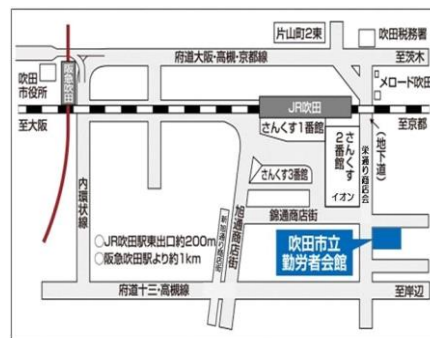 片山町2東
吹田税務署
府道大阪・高槻・京都線
至茨木
阪急吹田
吹田
市役所
メロード吹田
JR吹田
至大阪
さんくす1番館
至京都
(地下道)
さんくす
2番館
イオン
栄通り商店会
さんくす3番館
内環状線
旭通商店街
新旭通り商店街
錦通商店街
○JR吹田駅東出口約200m
○阪急吹田駅より約1km
吹田市立
勤労者会館
府道十三・高槻線
至岸辺